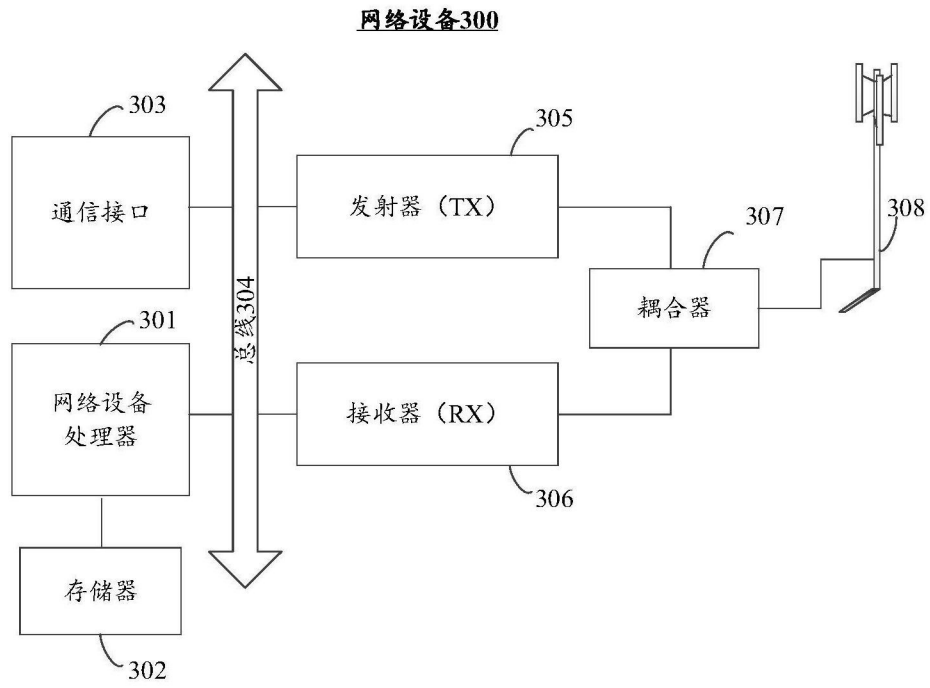 网络设备300
303
通信接口
305
发射器（TX）
307
耦合器
308
总线304
301
网络设备
处理器
接收器（RX）
306
存储器
302